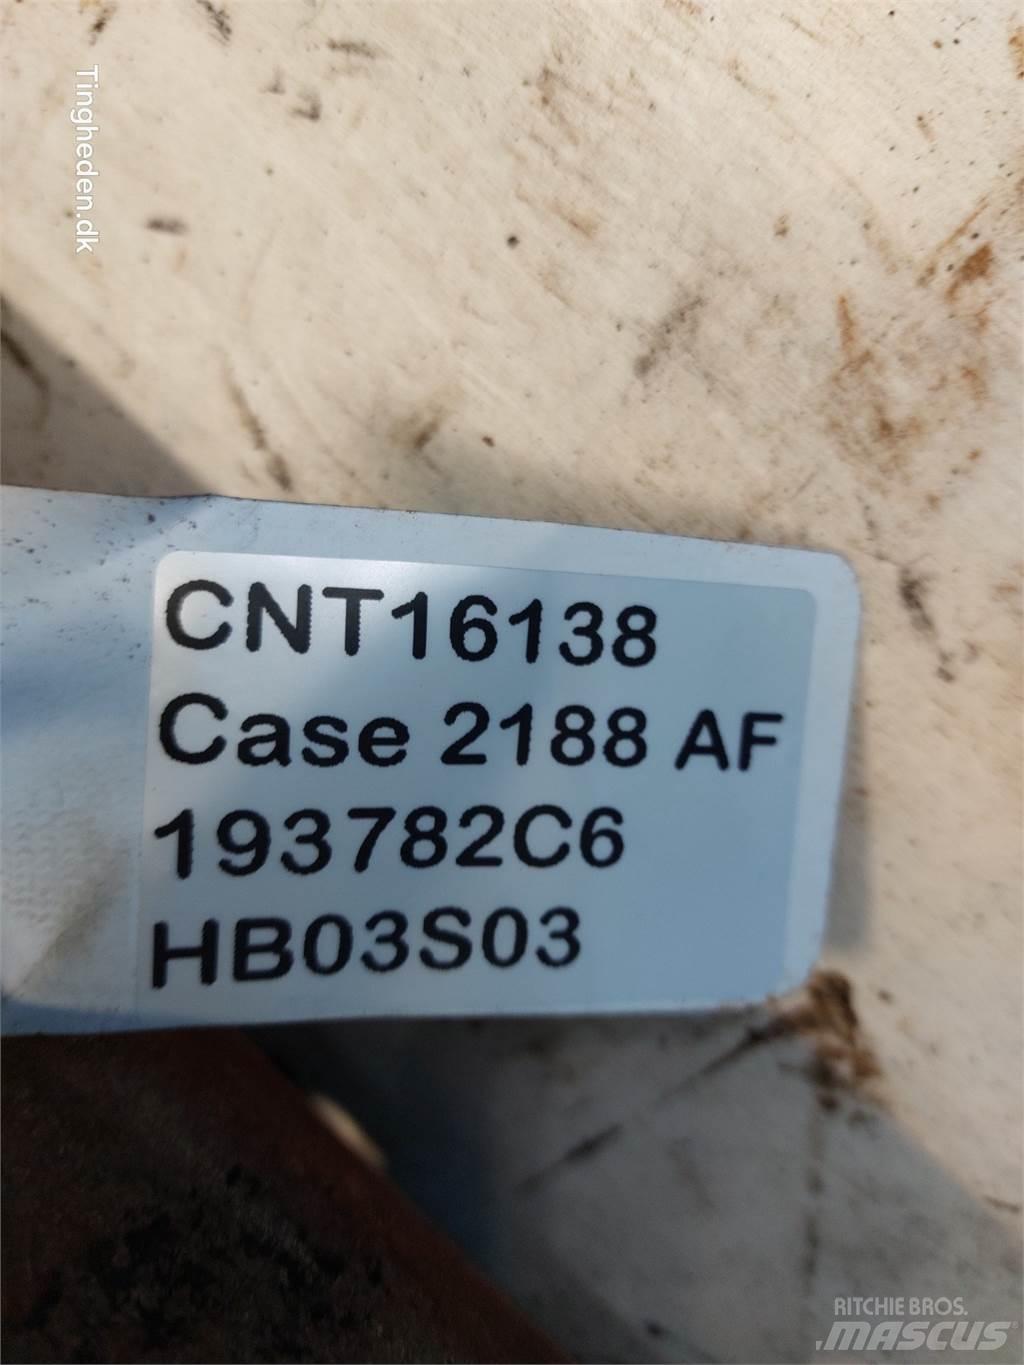 Tingheden.dk
CNT16138
Case 2188 AF
193782C6
HB03S03
RITCHIE BROS.
MASCUS